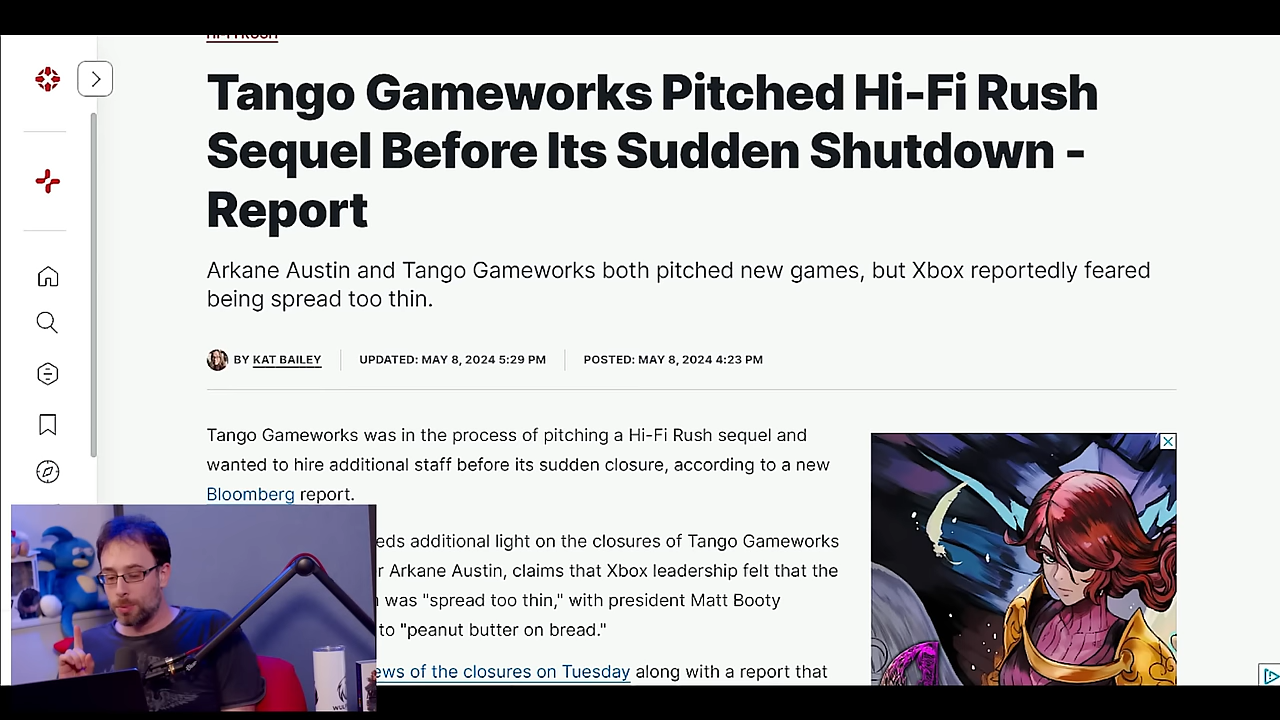 HI-FI RUSH
Tango Gameworks Pitched Hi-Fi Rush
Sequel Before Its Sudden Shutdown -
Report
Arkane Austin and Tango Gameworks both pitched new games, but Xbox reportedly feared
being spread too thin.
BY KAT BAILEY UPDATED: MAY 8, 2024 5:29 PM POSTED: MAY 8, 2024 4:23 PM
Tango Gameworks was in the process of pitching a Hi-Fi Rush sequel and
wanted to hire additional staff before its sudden closure, according to a new
Bloomberg report.
eds additional light on the closures of Tango Gameworks
r Arkane Austin, claims that Xbox leadership felt that the
was "spread too thin," with president Matt Booty
to "peanut butter on bread."
ews of the closures on Tuesday along with a report that